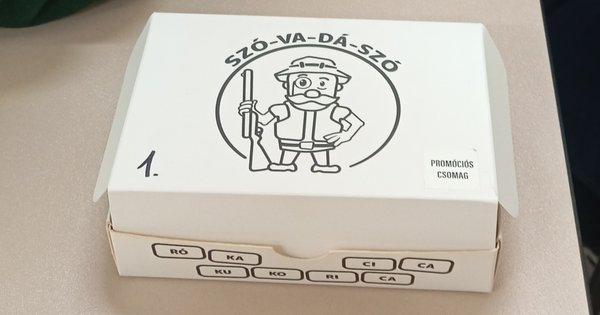 SZÓ-VA-DÁ-SZÓ
1.
PROMÓCIÓS
CSOMAG
RÓ KA CI CA
KU KO RI CA